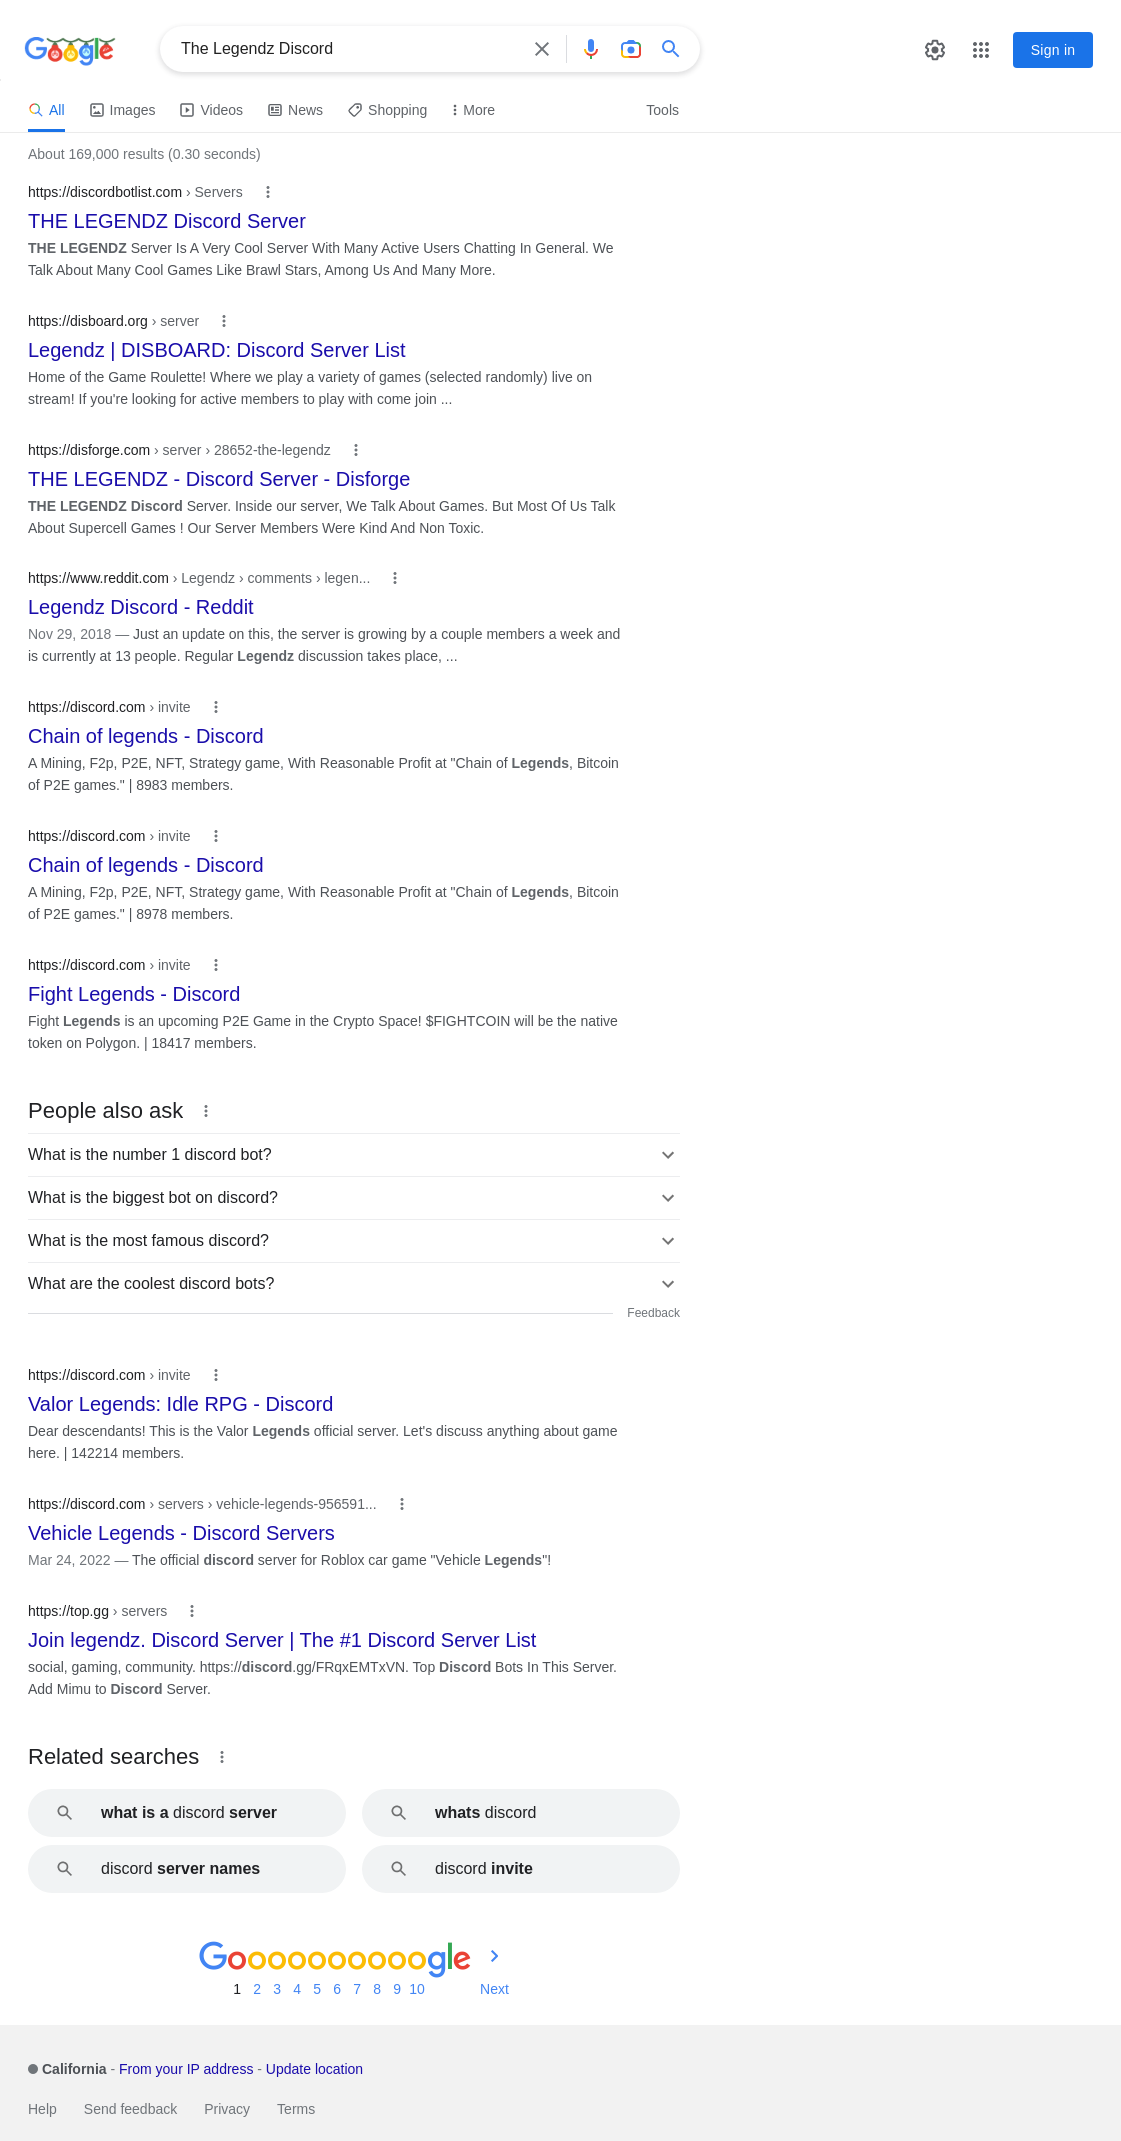 Google
The Legendz Discord
Sign in
All Images Videos News Shopping More Tools
About 169,000 results (0.30 seconds)
https://discordbotlist.com › Servers
THE LEGENDZ Discord Server
THE LEGENDZ Server Is A Very Cool Server With Many Active Users Chatting In General. We
Talk About Many Cool Games Like Brawl Stars, Among Us And Many More.
https://disboard.org › server
Legendz | DISBOARD: Discord Server List
Home of the Game Roulette! Where we play a variety of games (selected randomly) live on
stream! If you're looking for active members to play with come join ...
https://disforge.com › server › 28652-the-legendz
THE LEGENDZ - Discord Server - Disforge
THE LEGENDZ Discord Server. Inside our server, We Talk About Games. But Most Of Us Talk
About Supercell Games ! Our Server Members Were Kind And Non Toxic.
https://www.reddit.com › Legendz › comments › legen...
Legendz Discord - Reddit
Nov 29, 2018 — Just an update on this, the server is growing by a couple members a week and
is currently at 13 people. Regular Legendz discussion takes place, ...
https://discord.com › invite
Chain of legends - Discord
A Mining, F2p, P2E, NFT, Strategy game, With Reasonable Profit at "Chain of Legends, Bitcoin
of P2E games." | 8983 members.
https://discord.com › invite
Chain of legends - Discord
A Mining, F2p, P2E, NFT, Strategy game, With Reasonable Profit at "Chain of Legends, Bitcoin
of P2E games." | 8978 members.
https://discord.com › invite
Fight Legends - Discord
Fight Legends is an upcoming P2E Game in the Crypto Space! $FIGHTCOIN will be the native
token on Polygon. | 18417 members.
People also ask
What is the number 1 discord bot?
What is the biggest bot on discord?
What is the most famous discord?
What are the coolest discord bots?
Feedback
https://discord.com › invite
Valor Legends: Idle RPG - Discord
Dear descendants! This is the Valor Legends official server. Let's discuss anything about game
here. | 142214 members.
https://discord.com › servers › vehicle-legends-956591...
Vehicle Legends - Discord Servers
Mar 24, 2022 — The official discord server for Roblox car game "Vehicle Legends"!
https://top.gg › servers
Join legendz. Discord Server | The #1 Discord Server List
social, gaming, community. https://discord.gg/FRqxEMTxVN. Top Discord Bots In This Server.
Add Mimu to Discord Server.
Related searches
what is a discord server
whats discord
discord server names
discord invite
Goooooooooogle
1 2 3 4 5 6 7 8 9 10 Next
California - From your IP address - Update location
Help Send feedback Privacy Terms